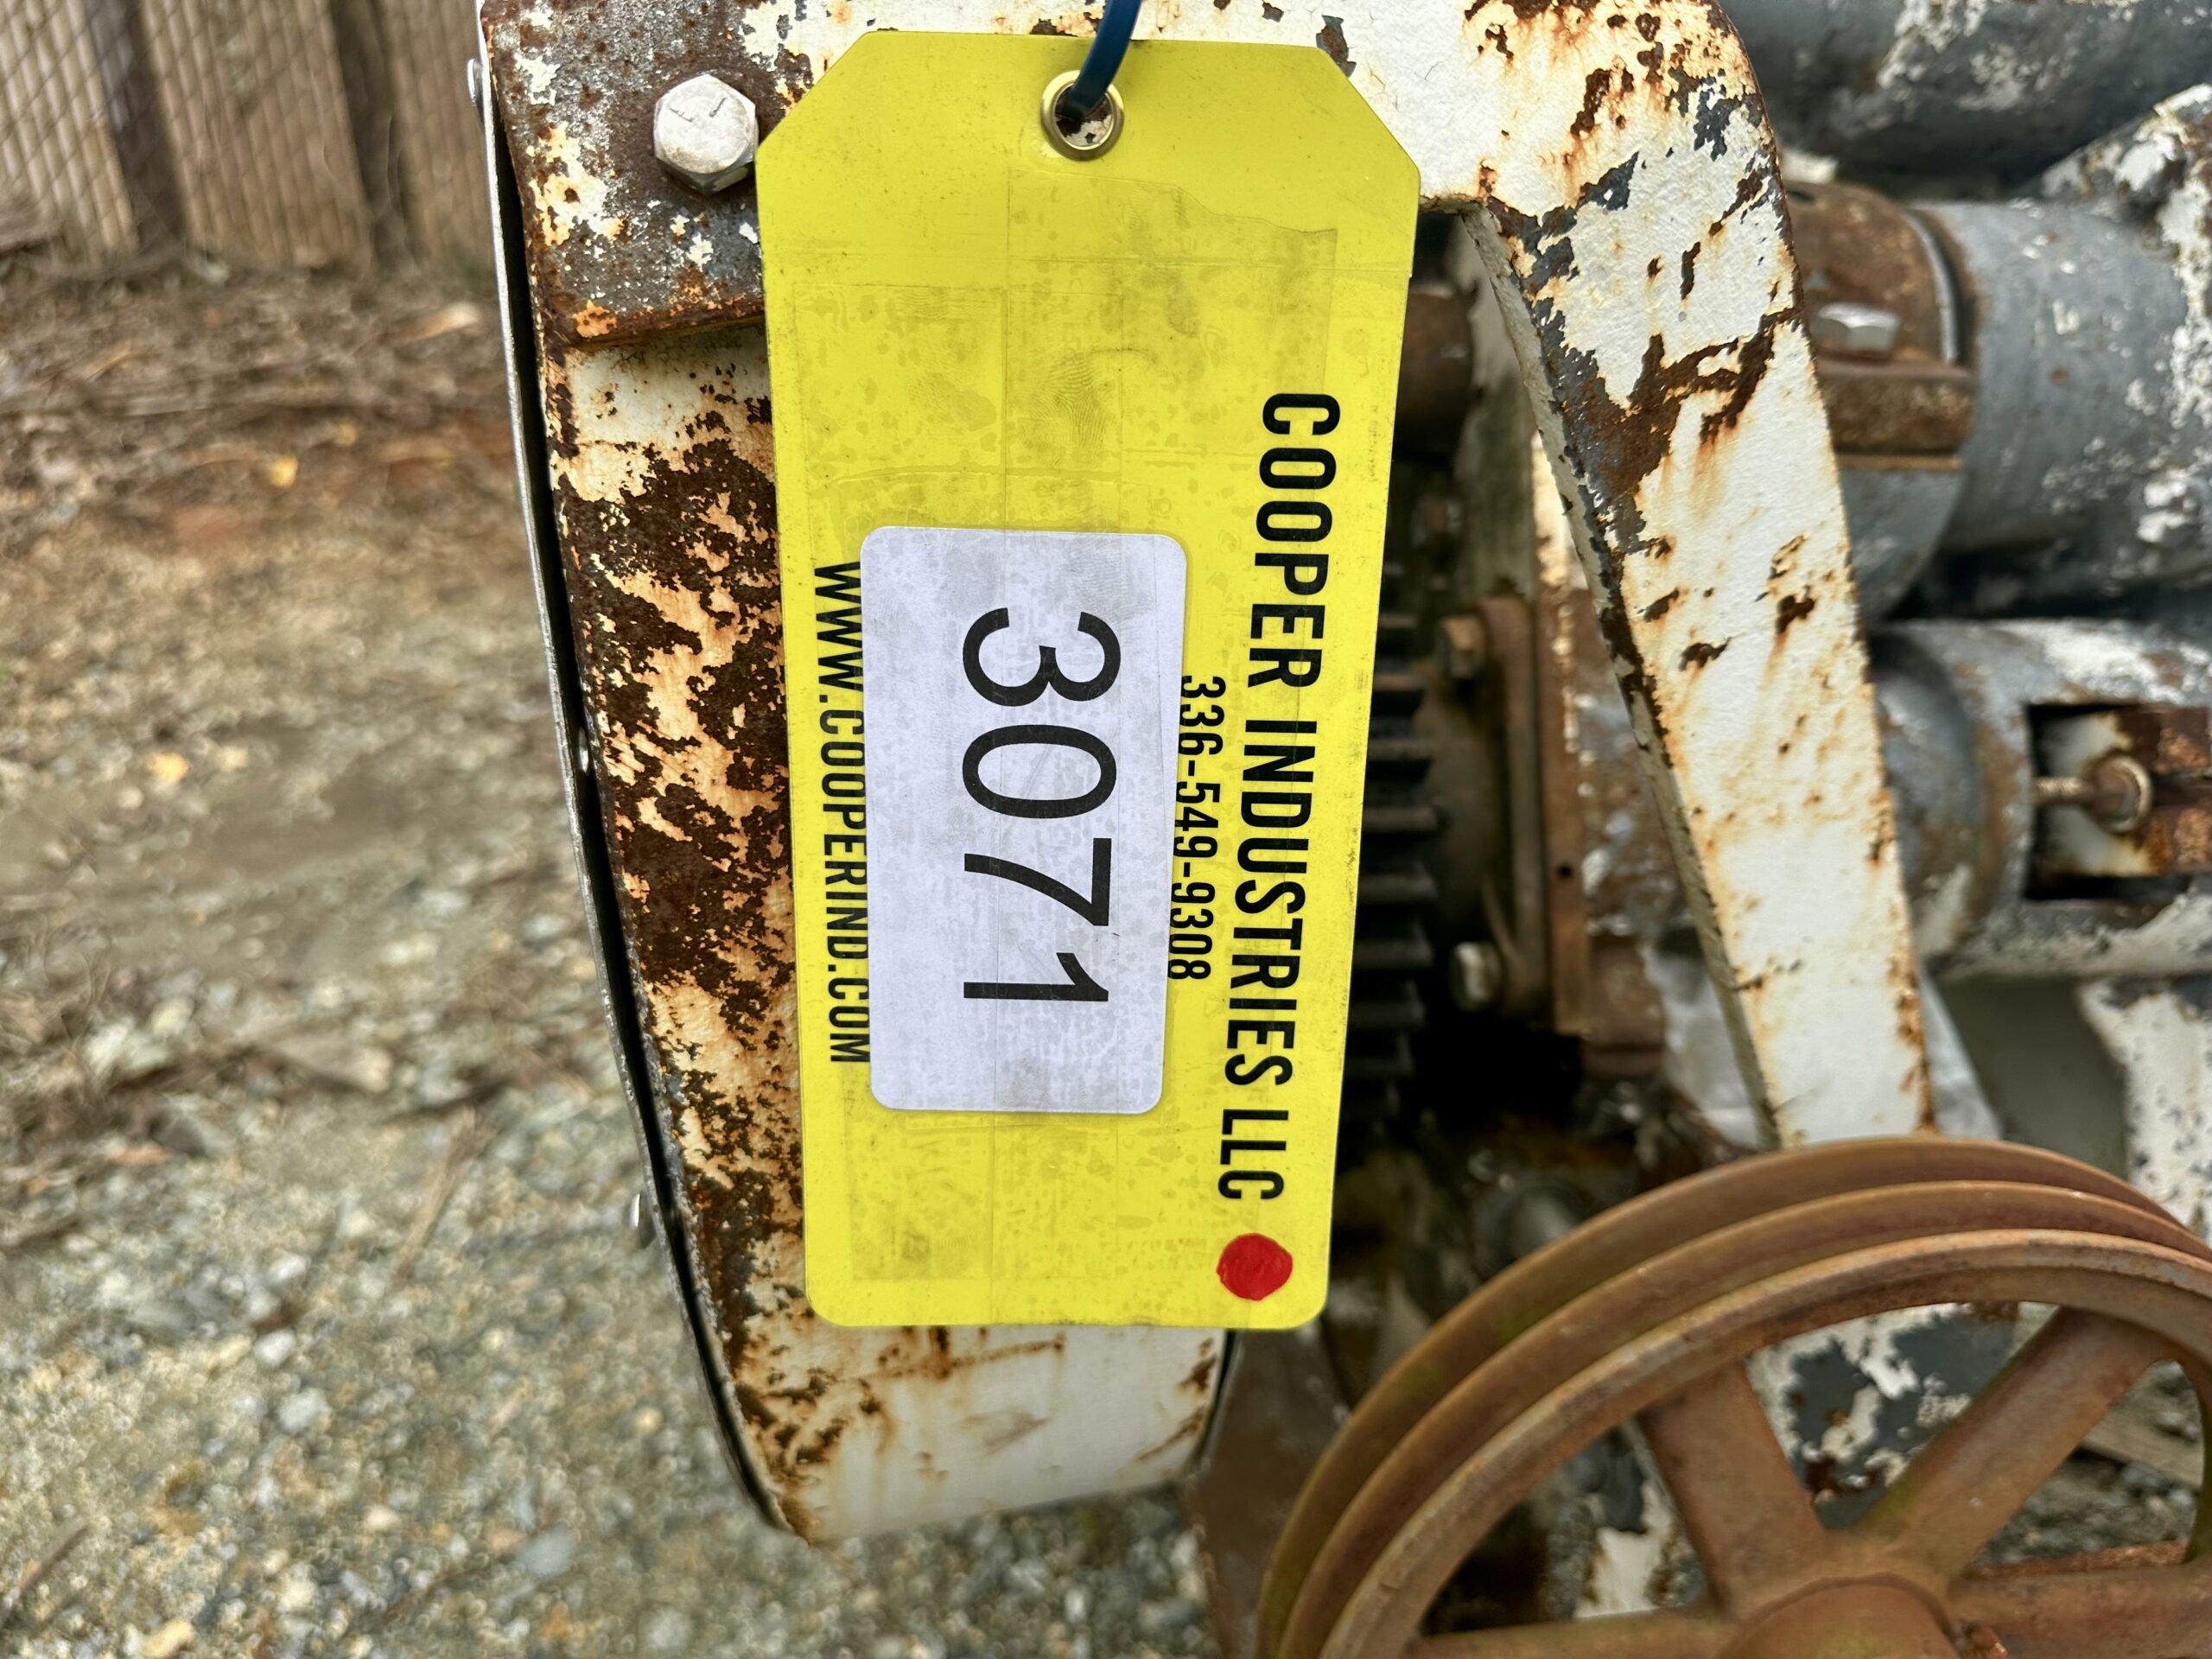 COOPER INDUSTRIES LLC
336-549-9308
3071
WWW.COOPERIND.COM